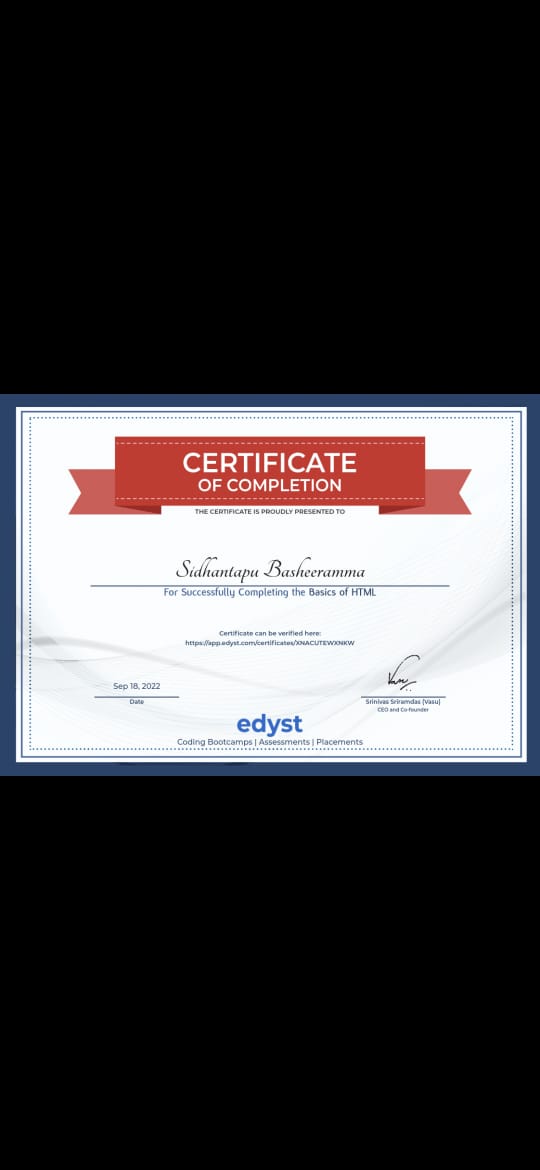 CERTIFICATE
OF COMPLETION
THE CERTIFICATE IS PROUDLY PRESENTED TO
Sidhantapu Basheeramma
For Successfully Completing the Basics of HTML
Certificate can be verified here:
https://app.edyst.com/certificates/XNACUTEWXNKW
Sep 18, 2022
Date
Srinivas Sriramdas (Vasu)
CEO and Co-founder
edyst
Coding Bootcamps | Assessments | Placements